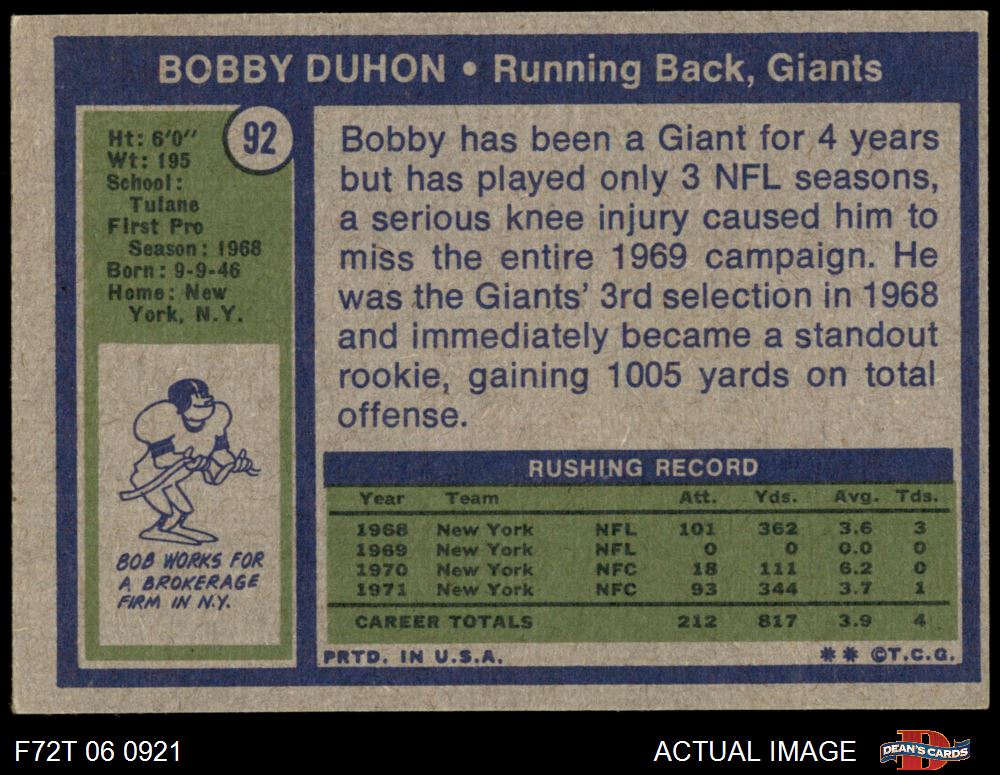 BOBBY DUHON • Running Back, Giants
92
Ht: 6'0"
Wt: 195
School:
Tulane
First Pro
Season: 1968
Born: 9-9-46
Home: New
York, N.Y.
BOB WORKS FOR
A BROKERAGE
FIRM IN N.Y.
Bobby has been a Giant for 4 years
but has played only 3 NFL seasons,
a serious knee injury caused him to
miss the entire 1969 campaign. He
was the Giants' 3rd selection in 1968
and immediately became a standout
rookie, gaining 1005 yards on total
offense.
RUSHING RECORD
Year Team Att. Yds. Avg. Tds.
1968 New York NFL 101 362 3.6 3
1969 New York NFL 0 0 0.0 0
1970 New York NFC 18 111 6.2 0
1971 New York NFC 93 344 3.7 1
CAREER TOTALS 212 817 3.9 4
PRTD. IN U.S.A. ** ©T.C.G.
F72T 06 0921 ACTUAL IMAGE D DEAN'S CARDS